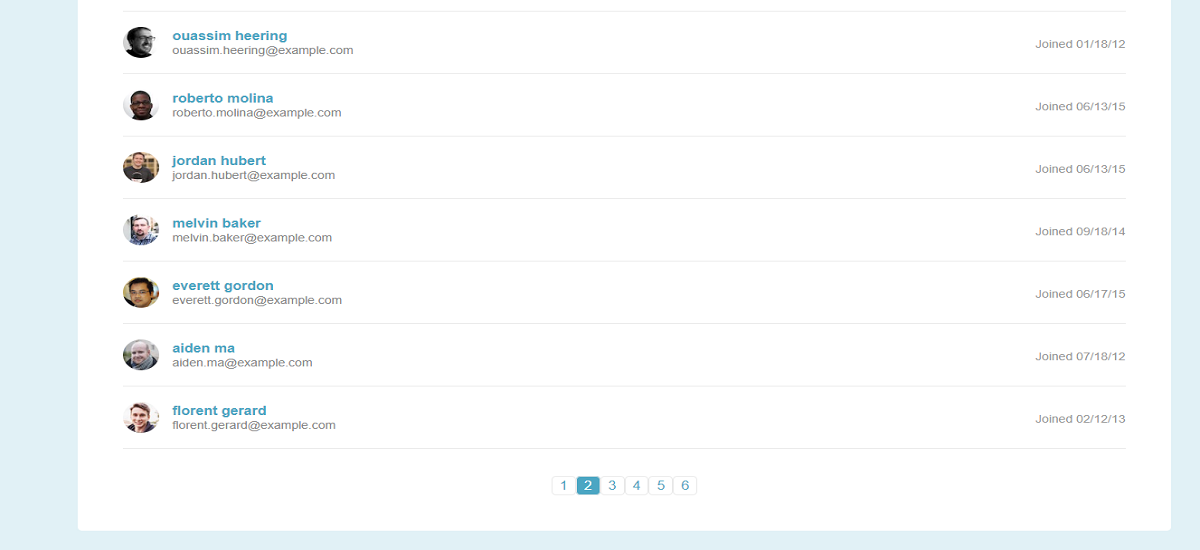 ouassim heering
ouassim.heering@example.com
Joined 01/18/12
roberto molina
roberto.molina@example.com
Joined 06/13/15
jordan hubert
jordan.hubert@example.com
Joined 06/13/15
melvin baker
melvin.baker@example.com
Joined 09/18/14
everett gordon
everett.gordon@example.com
Joined 06/17/15
aiden ma
aiden.ma@example.com
Joined 07/18/12
florent gerard
florent.gerard@example.com
Joined 02/12/13
1 2 3 4 5 6